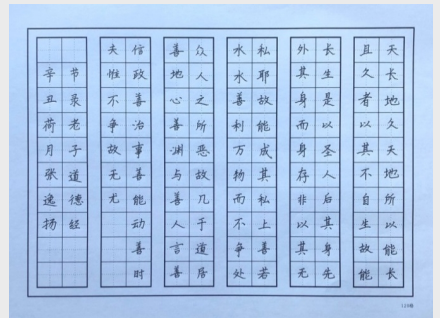 天长地久天地所以能长
且久者以其不自生故能
长生是以圣人后其身先
外其身而身存非以其无
私耶故能成其私上善若
水水善利万物而不争处
众人之所恶故几于道居
善地心善渊与善人言善
信政善治事善能动善时
夫惟不争故无尤
节录老子道德经
辛丑荷月张逸扬